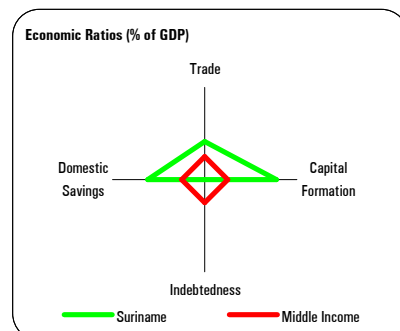 Economic Ratios (% of GDP)
Trade
Domestic
Savings
Capital
Formation
Indebtedness
Suriname
Middle Income